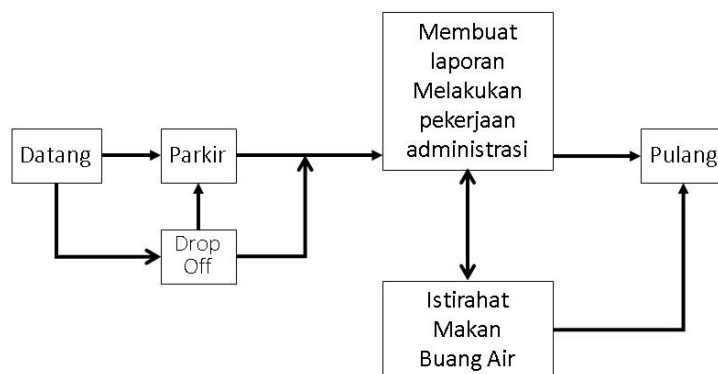 Membuat
laporan
Melakukan
pekerjaan
administrasi
Datang
Parkir
Pulang
Drop
Off
Istirahat
Makan
Buang Air